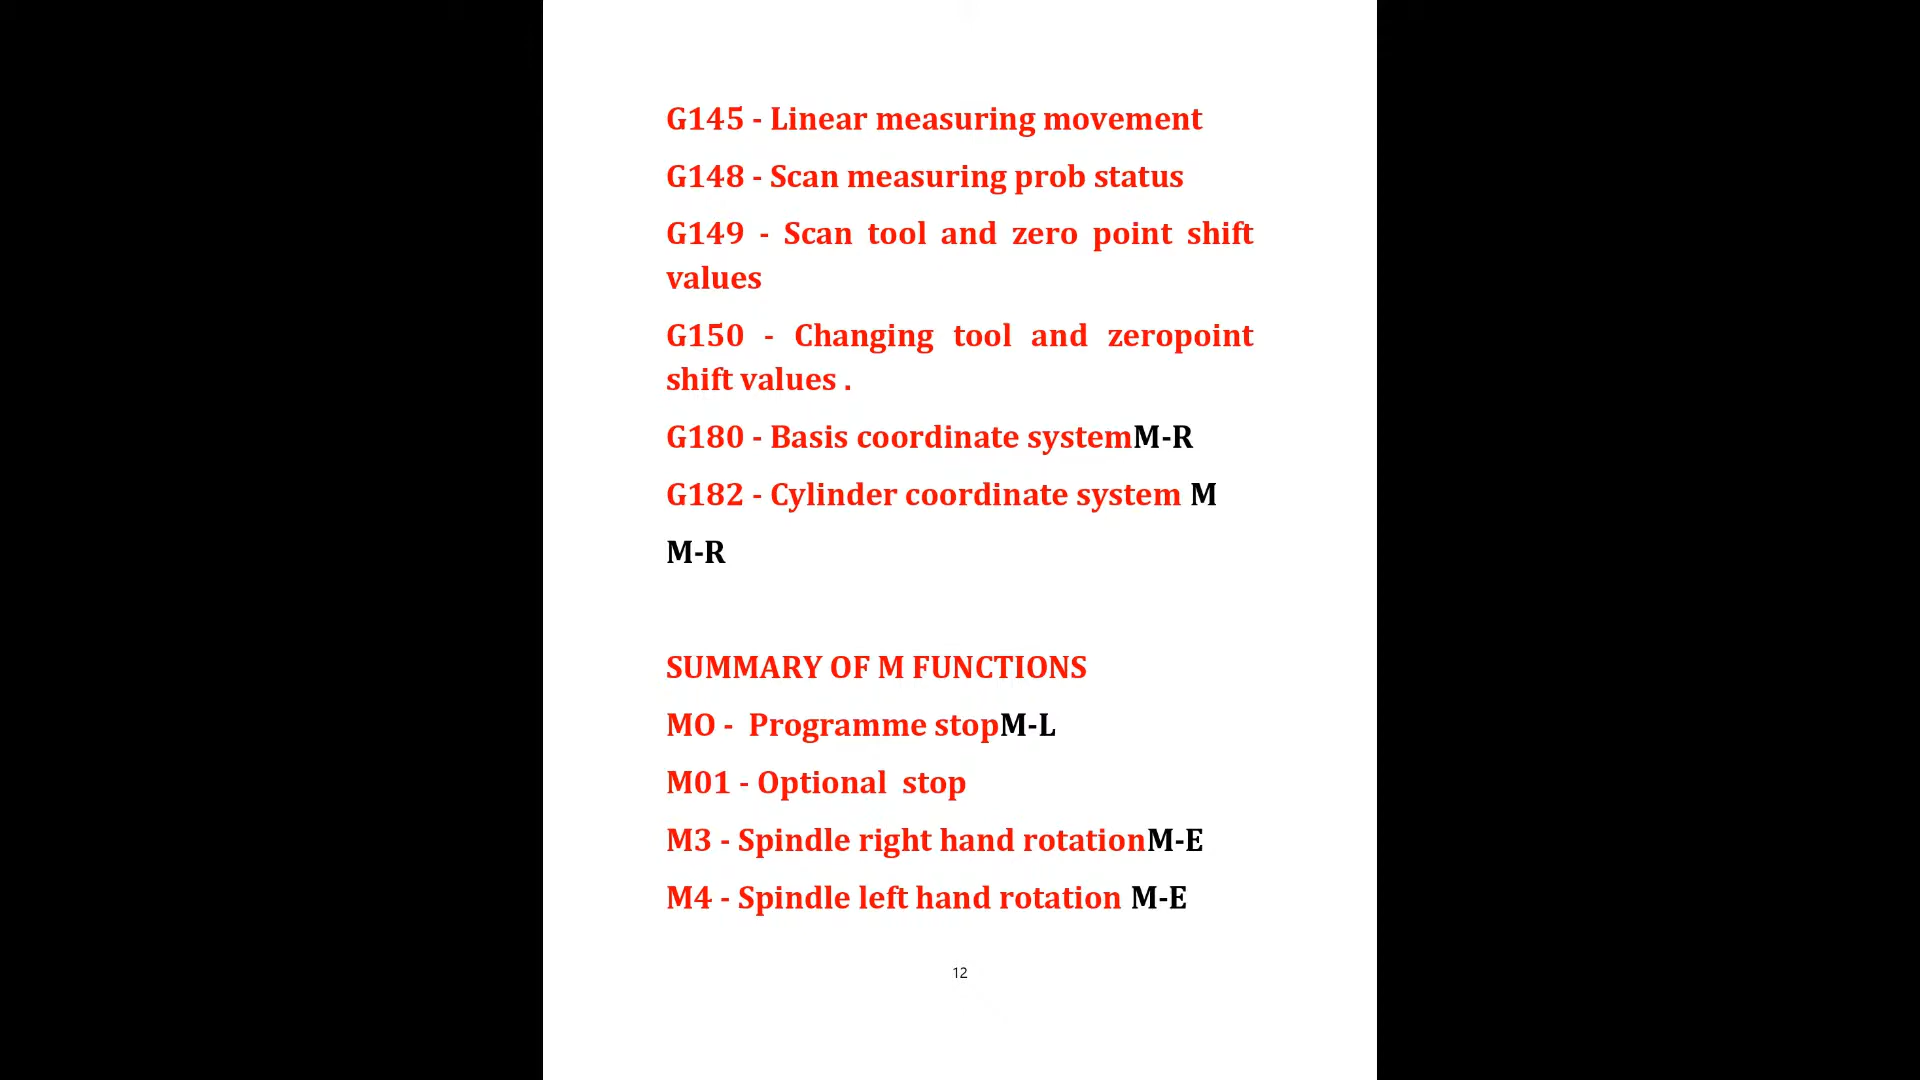 G145 - Linear measuring movement
G148 - Scan measuring prob status
G149 - Scan tool and zero point shift
values
G150 - Changing tool and zeropoint
shift values .
G180 - Basis coordinate systemM-R
G182 - Cylinder coordinate system M
M-R
SUMMARY OF M FUNCTIONS
MO - Programme stopM-L
M01 - Optional stop
M3 - Spindle right hand rotationM-E
M4 - Spindle left hand rotation M-E
12